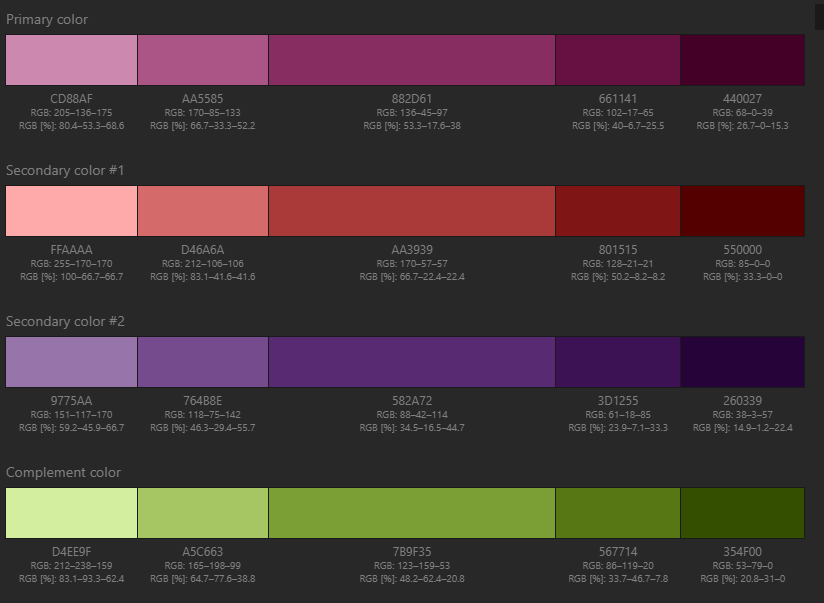 Primary color
CD88AF AA5585 882D61 661141 440027
RGB: 205–136–175 RGB: 170–85–133 RGB: 136–45–97 RGB: 102–17–65 RGB: 68–0–39
RGB [%]: 80.4–53.3–68.6 RGB [%]: 66.7–33.3–52.2 RGB [%]: 53.3–17.6–38 RGB [%]: 40–6.7–25.5 RGB [%]: 26.7–0–15.3
Secondary color #1
FFAAAA D46A6A AA3939 801515 550000
RGB: 255–170–170 RGB: 212–106–106 RGB: 170–57–57 RGB: 128–21–21 RGB: 85–0–0
RGB [%]: 100–66.7–66.7 RGB [%]: 83.1–41.6–41.6 RGB [%]: 66.7–22.4–22.4 RGB [%]: 50.2–8.2–8.2 RGB [%]: 33.3–0–0
Secondary color #2
9775AA 764B8E 582A72 3D1255 260339
RGB: 151–117–170 RGB: 118–75–142 RGB: 88–42–114 RGB: 61–18–85 RGB: 38–3–57
RGB [%]: 59.2–45.9–66.7 RGB [%]: 46.3–29.4–55.7 RGB [%]: 34.5–16.5–44.7 RGB [%]: 23.9–7.1–33.3 RGB [%]: 14.9–1.2–22.4
Complement color
D4EE9F A5C663 7B9F35 567714 354F00
RGB: 212–238–159 RGB: 165–198–99 RGB: 123–159–53 RGB: 86–119–20 RGB: 53–79–0
RGB [%]: 83.1–93.3–62.4 RGB [%]: 64.7–77.6–38.8 RGB [%]: 48.2–62.4–20.8 RGB [%]: 33.7–46.7–7.8 RGB [%]: 20.8–31–0